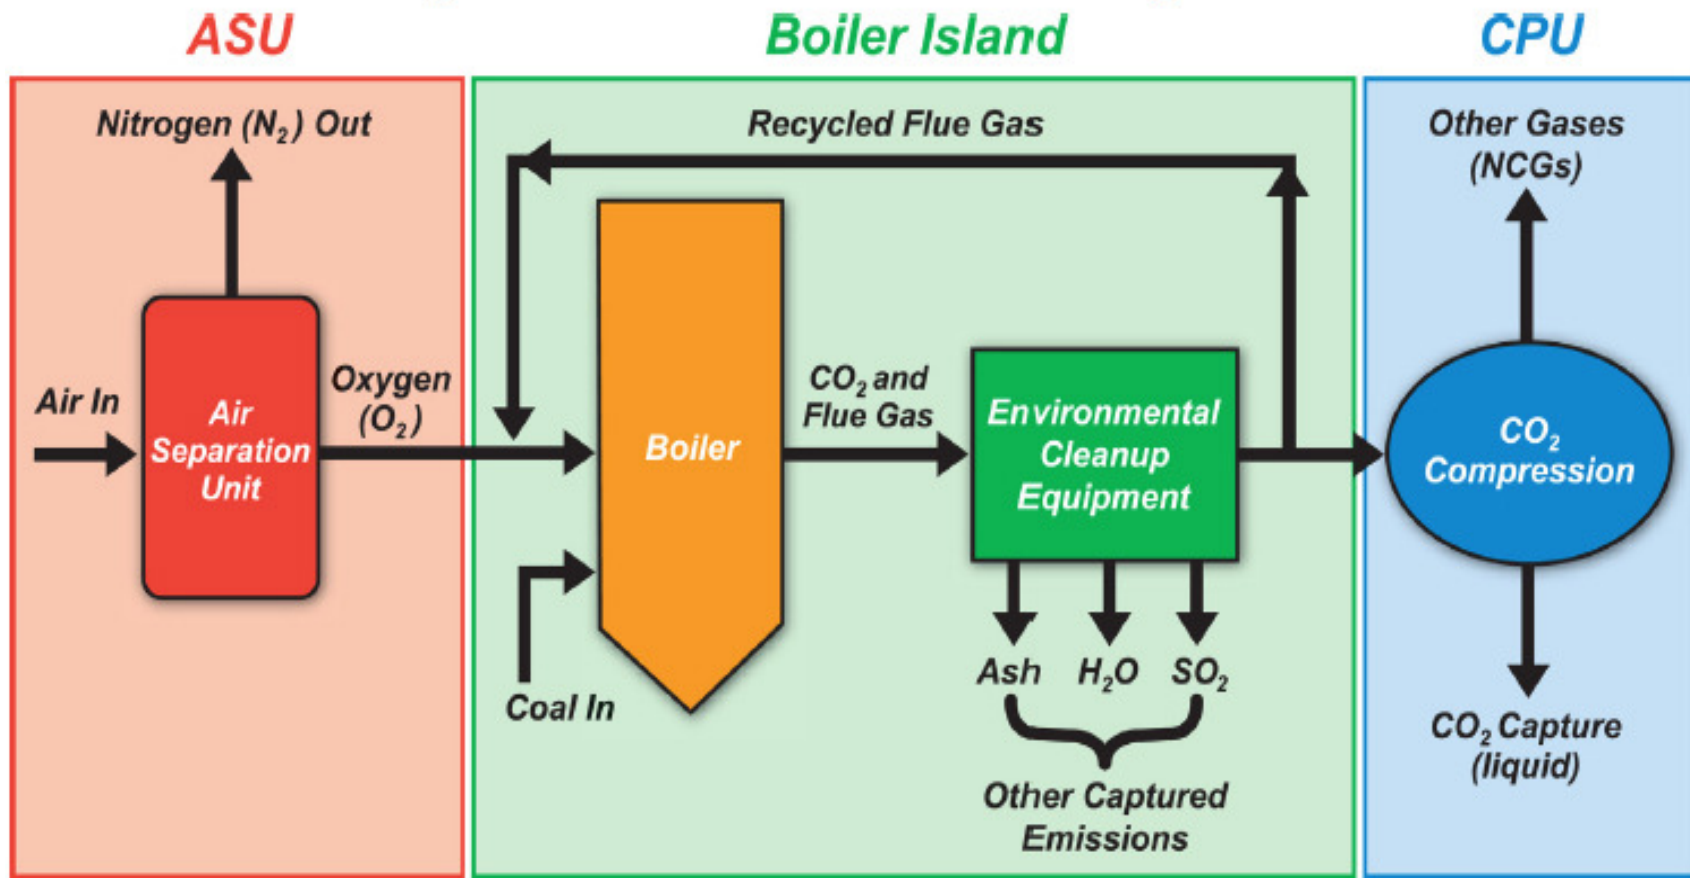 ASU
Boiler Island
CPU
Nitrogen (N₂) Out
Recycled Flue Gas
Other Gases
(NCGs)
Air In
Air
Separation
Unit
Oxygen
(O₂)
Boiler
CO₂ and
Flue Gas
Environmental
Cleanup
Equipment
CO₂
Compression
Coal In
Ash
H₂O
SO₂
Other Captured
Emissions
CO₂ Capture
(liquid)